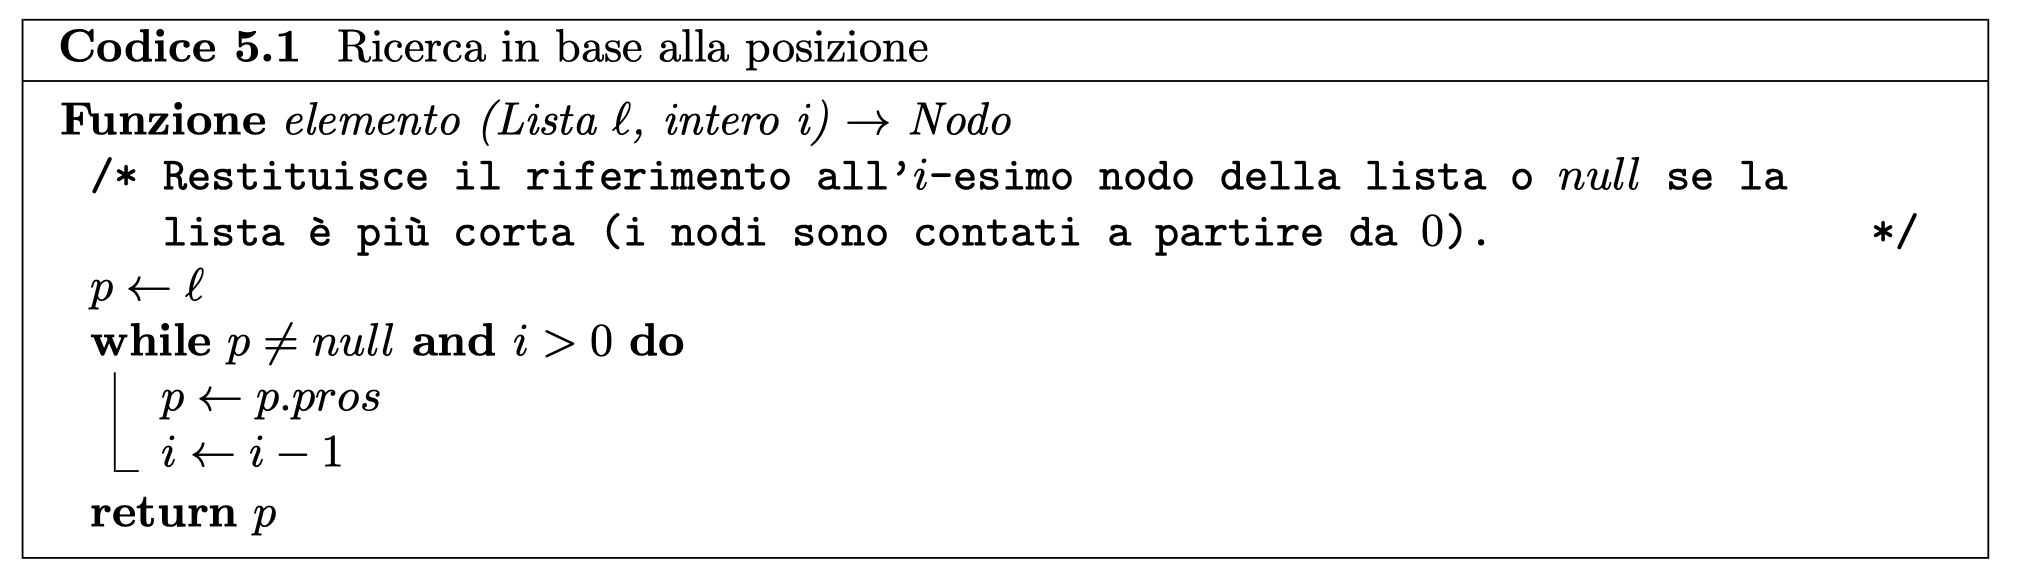 Codice 5.1 Ricerca in base alla posizione
Funzione elemento (Lista ℓ, intero i) → Nodo
/* Restituisce il riferimento all'i-esimo nodo della lista o null se la
lista è più corta (i nodi sono contati a partire da 0). */
p ← ℓ
while p ≠ null and i > 0 do
p ← p.pros
i ← i − 1
return p